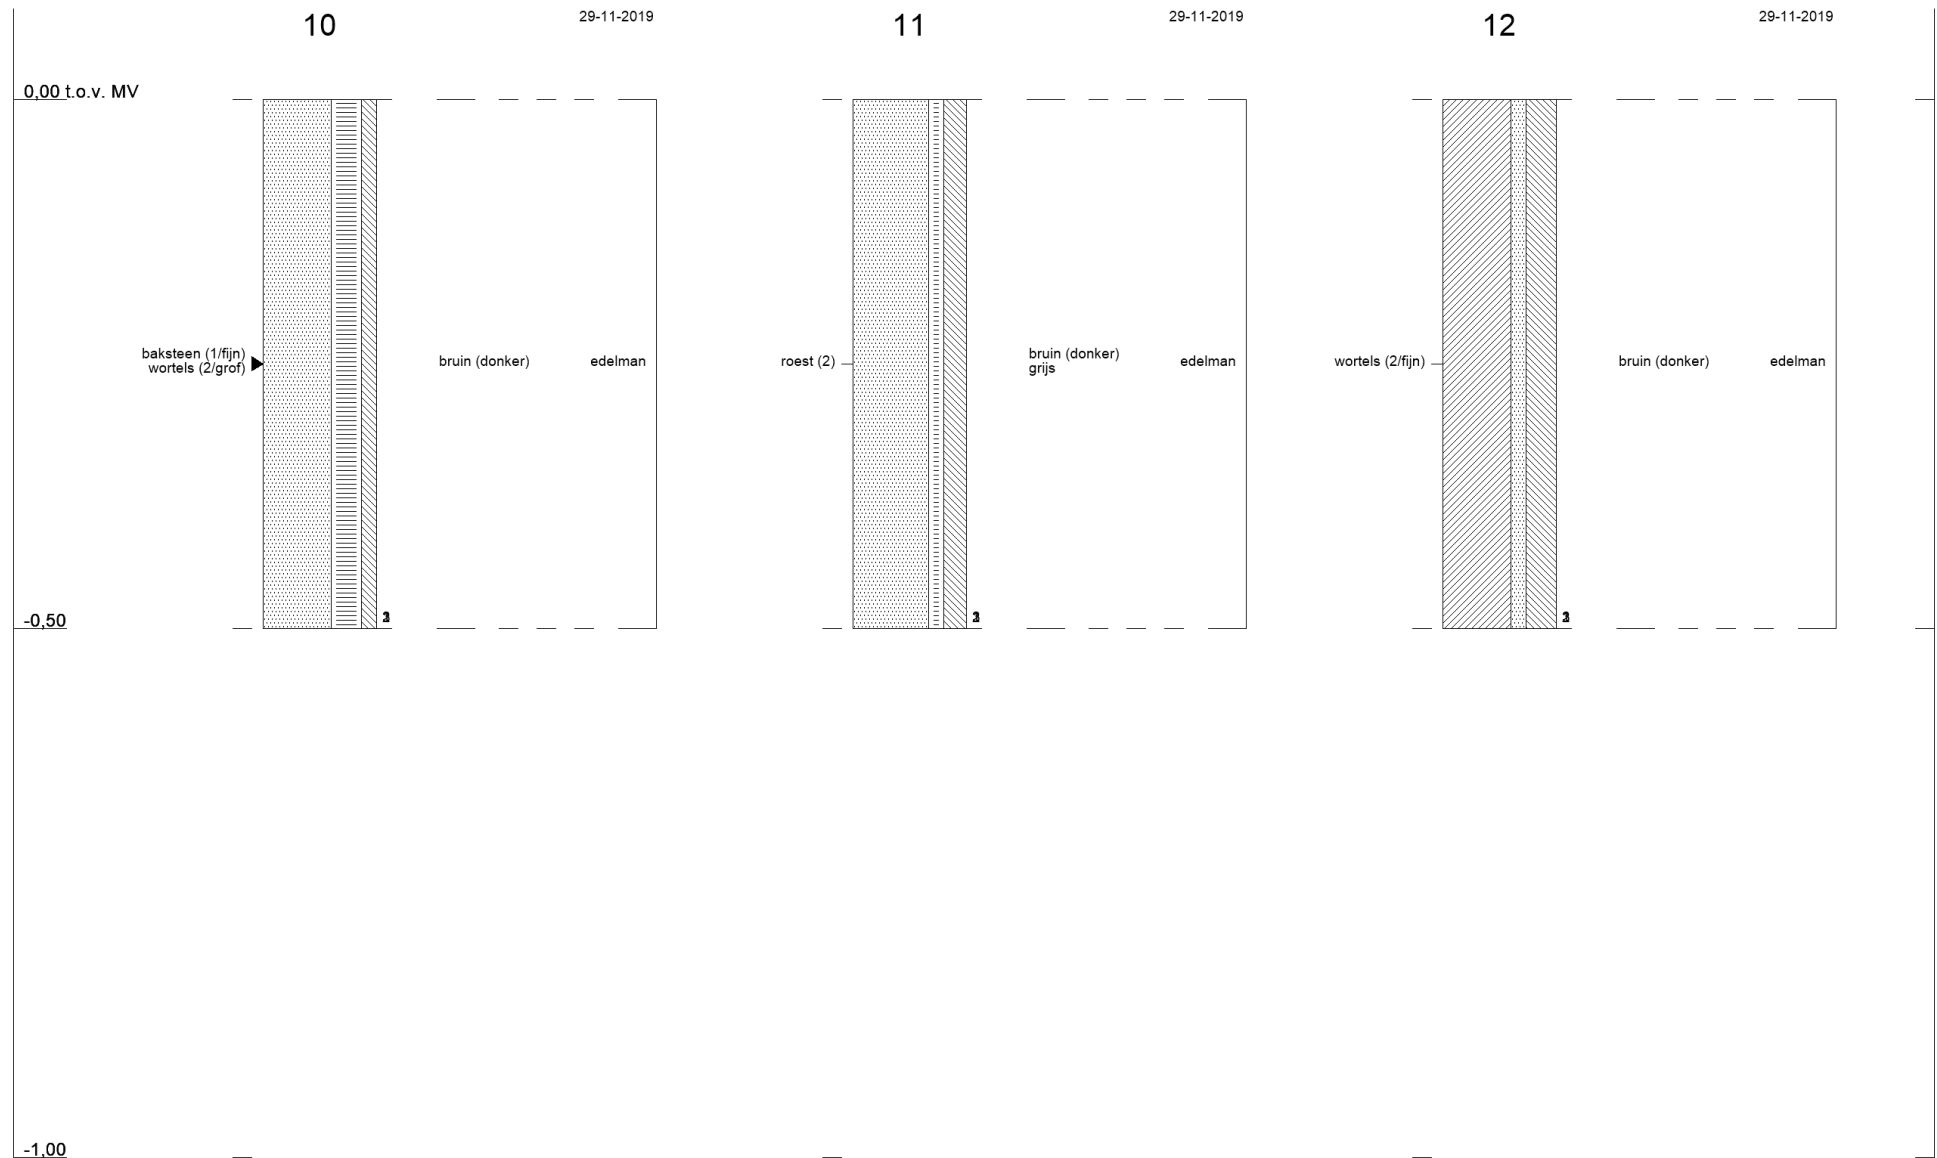 10
29-11-2019
11
29-11-2019
12
29-11-2019
0,00 t.o.v. MV
baksteen (1/fijn)
wortels (2/grof)
bruin (donker)
edelman
roest (2)
bruin (donker)
grijs
edelman
wortels (2/fijn)
bruin (donker)
edelman
-0,50
-1,00